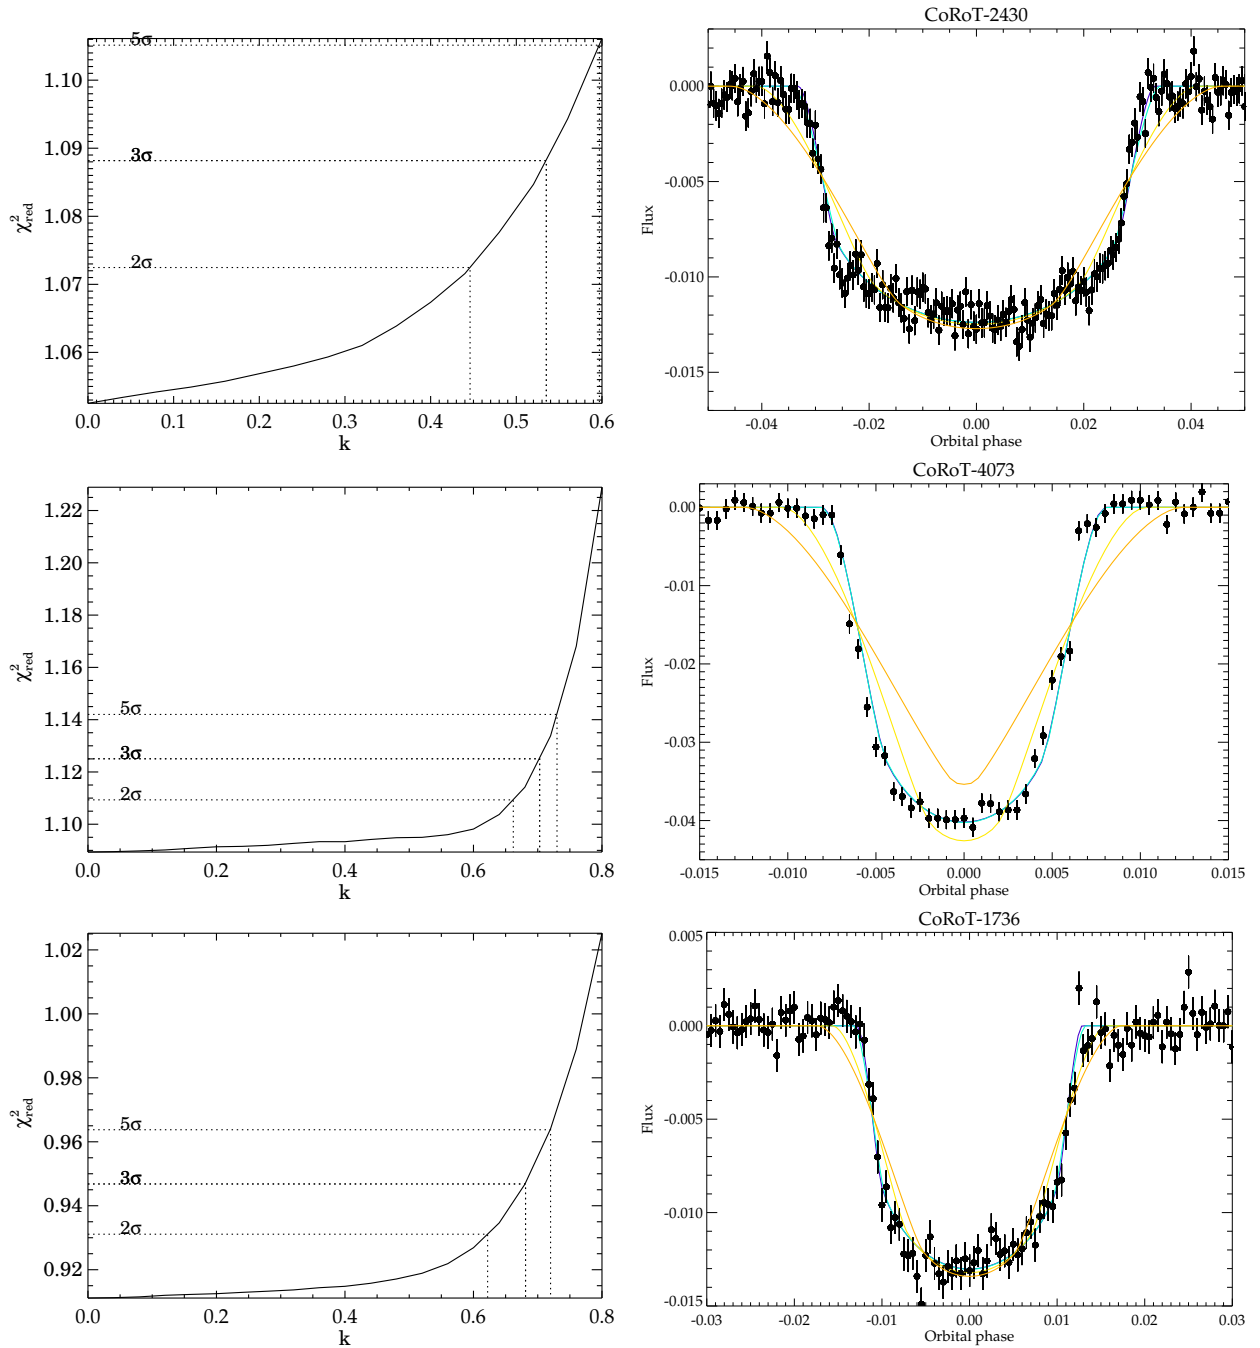 CoRoT-2430
5σ
3σ
2σ
1.10
1.09
1.08
1.07
1.06
χ²red
0.0 0.1 0.2 0.3 0.4 0.5 0.6
k
0.000
-0.005
-0.010
-0.015
Flux
-0.04 -0.02 0.00 0.02 0.04
Orbital phase
CoRoT-4073
1.22
1.20
1.18
1.16
1.14
1.12
1.10
χ²red
5σ
3σ
2σ
0.0 0.2 0.4 0.6 0.8
k
0.00
-0.01
-0.02
-0.03
-0.04
Flux
-0.015 -0.010 -0.005 0.000 0.005 0.010 0.015
Orbital phase
CoRoT-1736
1.02
1.00
0.98
0.96
0.94
0.92
χ²red
5σ
3σ
2σ
0.0 0.2 0.4 0.6 0.8
k
0.005
0.000
-0.005
-0.010
-0.015
Flux
-0.03 -0.02 -0.01 0.00 0.01 0.02 0.03
Orbital phase